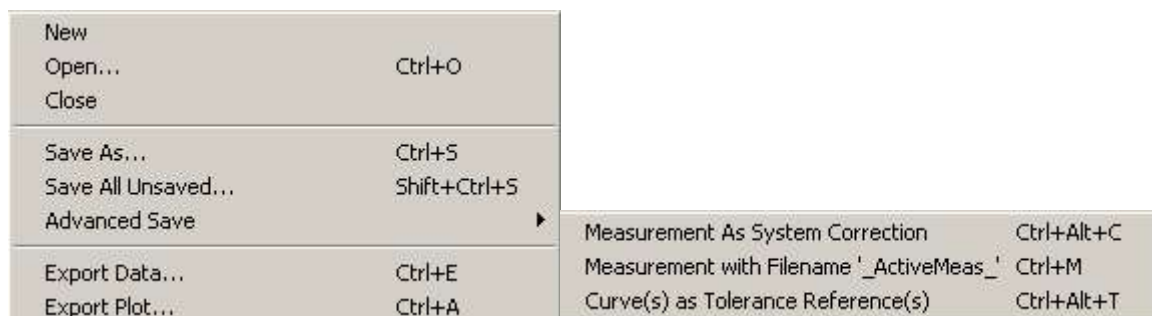 New
Open... Ctrl+O
Close
Save As... Ctrl+S
Save All Unsaved... Shift+Ctrl+S
Advanced Save
Measurement As System Correction Ctrl+Alt+C
Measurement with Filename '_ActiveMeas_' Ctrl+M
Curve(s) as Tolerance Reference(s) Ctrl+Alt+T
Export Data... Ctrl+E
Export Plot... Ctrl+A